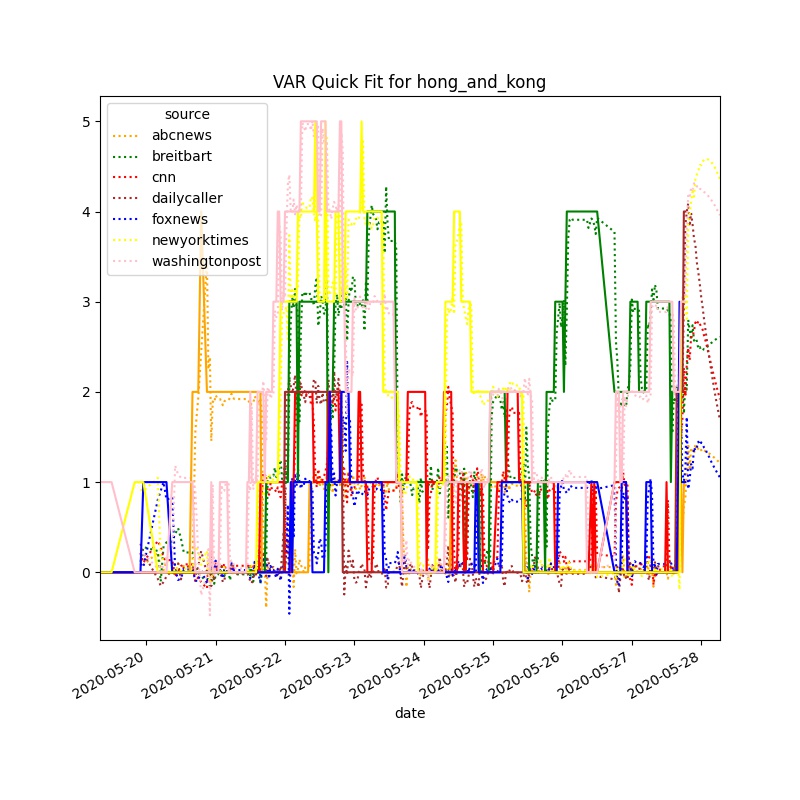 VAR Quick Fit for hong_and_kong
source
abcnews
breitbart
cnn
dailycaller
foxnews
newyorktimes
washingtonpost
5
4
3
2
1
0
2020-05-20
2020-05-21
2020-05-22
2020-05-23
2020-05-24
2020-05-25
2020-05-26
2020-05-27
2020-05-28
date